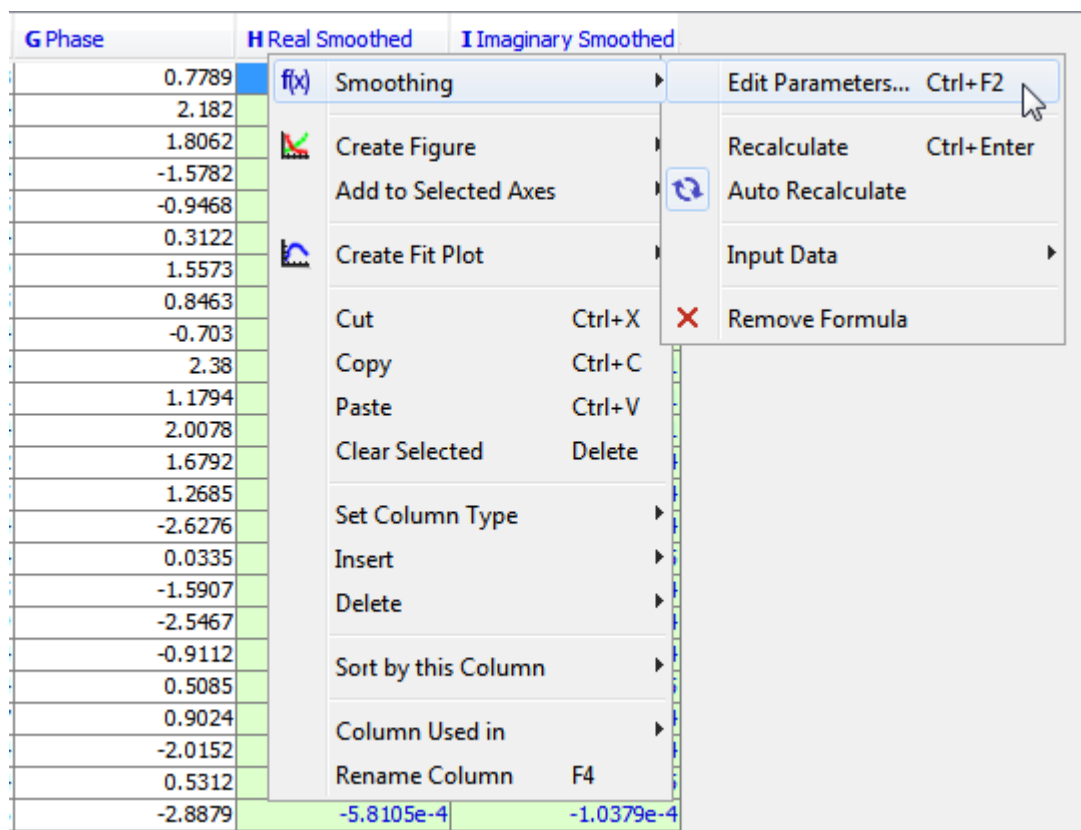 G Phase H Real Smoothed I Imaginary Smoothed
0.7789 f(x) Smoothing Edit Parameters... Ctrl+F2
2.182
1.8062 Create Figure Recalculate Ctrl+Enter
-1.5782 Add to Selected Axes Auto Recalculate
-0.9468
0.3122 Create Fit Plot Input Data
1.5573
0.8463 Cut Ctrl+X Remove Formula
-0.703
2.38 Copy Ctrl+C
1.1794 Paste Ctrl+V
2.0078
1.6792 Clear Selected Delete
1.2685 Set Column Type
-2.6276
0.0335 Insert
-1.5907 Delete
-2.5467
-0.9112 Sort by this Column
0.5085
0.9024 Column Used in
-2.0152
0.5312 Rename Column F4
-2.8879 -5.8105e-4 -1.0379e-4